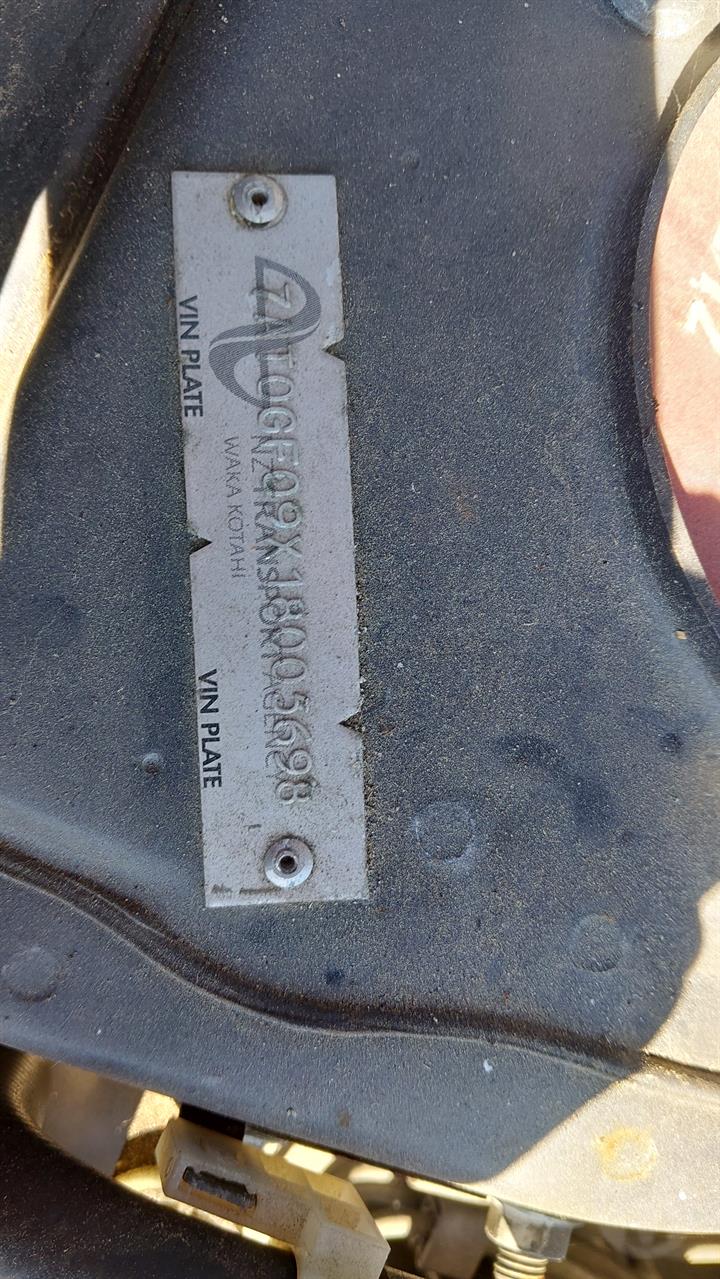 VIN PLATE
VIN PLATE
7AT0GF09X18005698
NZ TRANSPORT AGENCY
WAKA KOTAHI